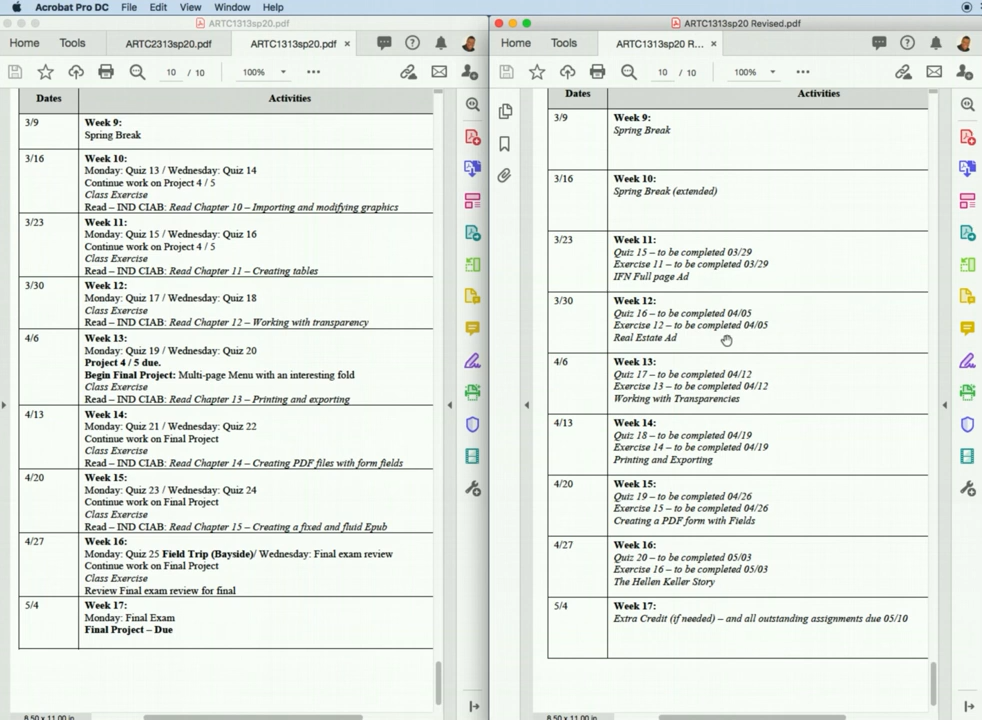 Acrobat Pro DC File Edit View Window Help
ARTC1313sp20.pdf
Home Tools ARTC2313sp20.pdf ARTC1313sp20.pdf ×
10 / 10 100%
Dates Activities
3/9 Week 9:
Spring Break
3/16 Week 10:
Monday: Quiz 13 / Wednesday: Quiz 14
Continue work on Project 4 / 5
Class Exercise
Read – IND CIAB: Read Chapter 10 – Importing and modifying graphics
3/23 Week 11:
Monday: Quiz 15 / Wednesday: Quiz 16
Continue work on Project 4 / 5
Class Exercise
Read – IND CIAB: Read Chapter 11 – Creating tables
3/30 Week 12:
Monday: Quiz 17 / Wednesday: Quiz 18
Class Exercise
Read – IND CIAB: Read Chapter 12 – Working with transparency
4/6 Week 13:
Monday: Quiz 19 / Wednesday: Quiz 20
Project 4 / 5 due.
Begin Final Project: Multi-page Menu with an interesting fold
Class Exercise
Read – IND CIAB: Read Chapter 13 – Printing and exporting
4/13 Week 14:
Monday: Quiz 21 / Wednesday: Quiz 22
Continue work on Final Project
Class Exercise
Read – IND CIAB: Read Chapter 14 – Creating PDF files with form fields
4/20 Week 15:
Monday: Quiz 23 / Wednesday: Quiz 24
Continue work on Final Project
Class Exercise
Read – IND CIAB: Read Chapter 15 – Creating a fixed and fluid Epub
4/27 Week 16:
Monday: Quiz 25 Field Trip (Bayside)/ Wednesday: Final exam review
Continue work on Final Project
Class Exercise
Review Final exam review for final
5/4 Week 17:
Monday: Final Exam
Final Project – Due
8.50 x 11.00 in
ARTC1313sp20 Revised.pdf
Home Tools ARTC1313sp20 R... ×
10 / 10 100%
Dates Activities
3/9 Week 9:
Spring Break
3/16 Week 10:
Spring Break (extended)
3/23 Week 11:
Quiz 15 – to be completed 03/29
Exercise 11 – to be completed 03/29
IFN Full page Ad
3/30 Week 12:
Quiz 16 – to be completed 04/05
Exercise 12 – to be completed 04/05
Real Estate Ad
4/6 Week 13:
Quiz 17 – to be completed 04/12
Exercise 13 – to be completed 04/12
Working with Transparencies
4/13 Week 14:
Quiz 18 – to be completed 04/19
Exercise 14 – to be completed 04/19
Printing and Exporting
4/20 Week 15:
Quiz 19 – to be completed 04/26
Exercise 15 – to be completed 04/26
Creating a PDF form with Fields
4/27 Week 16:
Quiz 20 – to be completed 05/03
Exercise 16 – to be completed 05/03
The Hellen Keller Story
5/4 Week 17:
Extra Credit (if needed) – and all outstanding assignments due 05/10
8.50 x 11.00 in